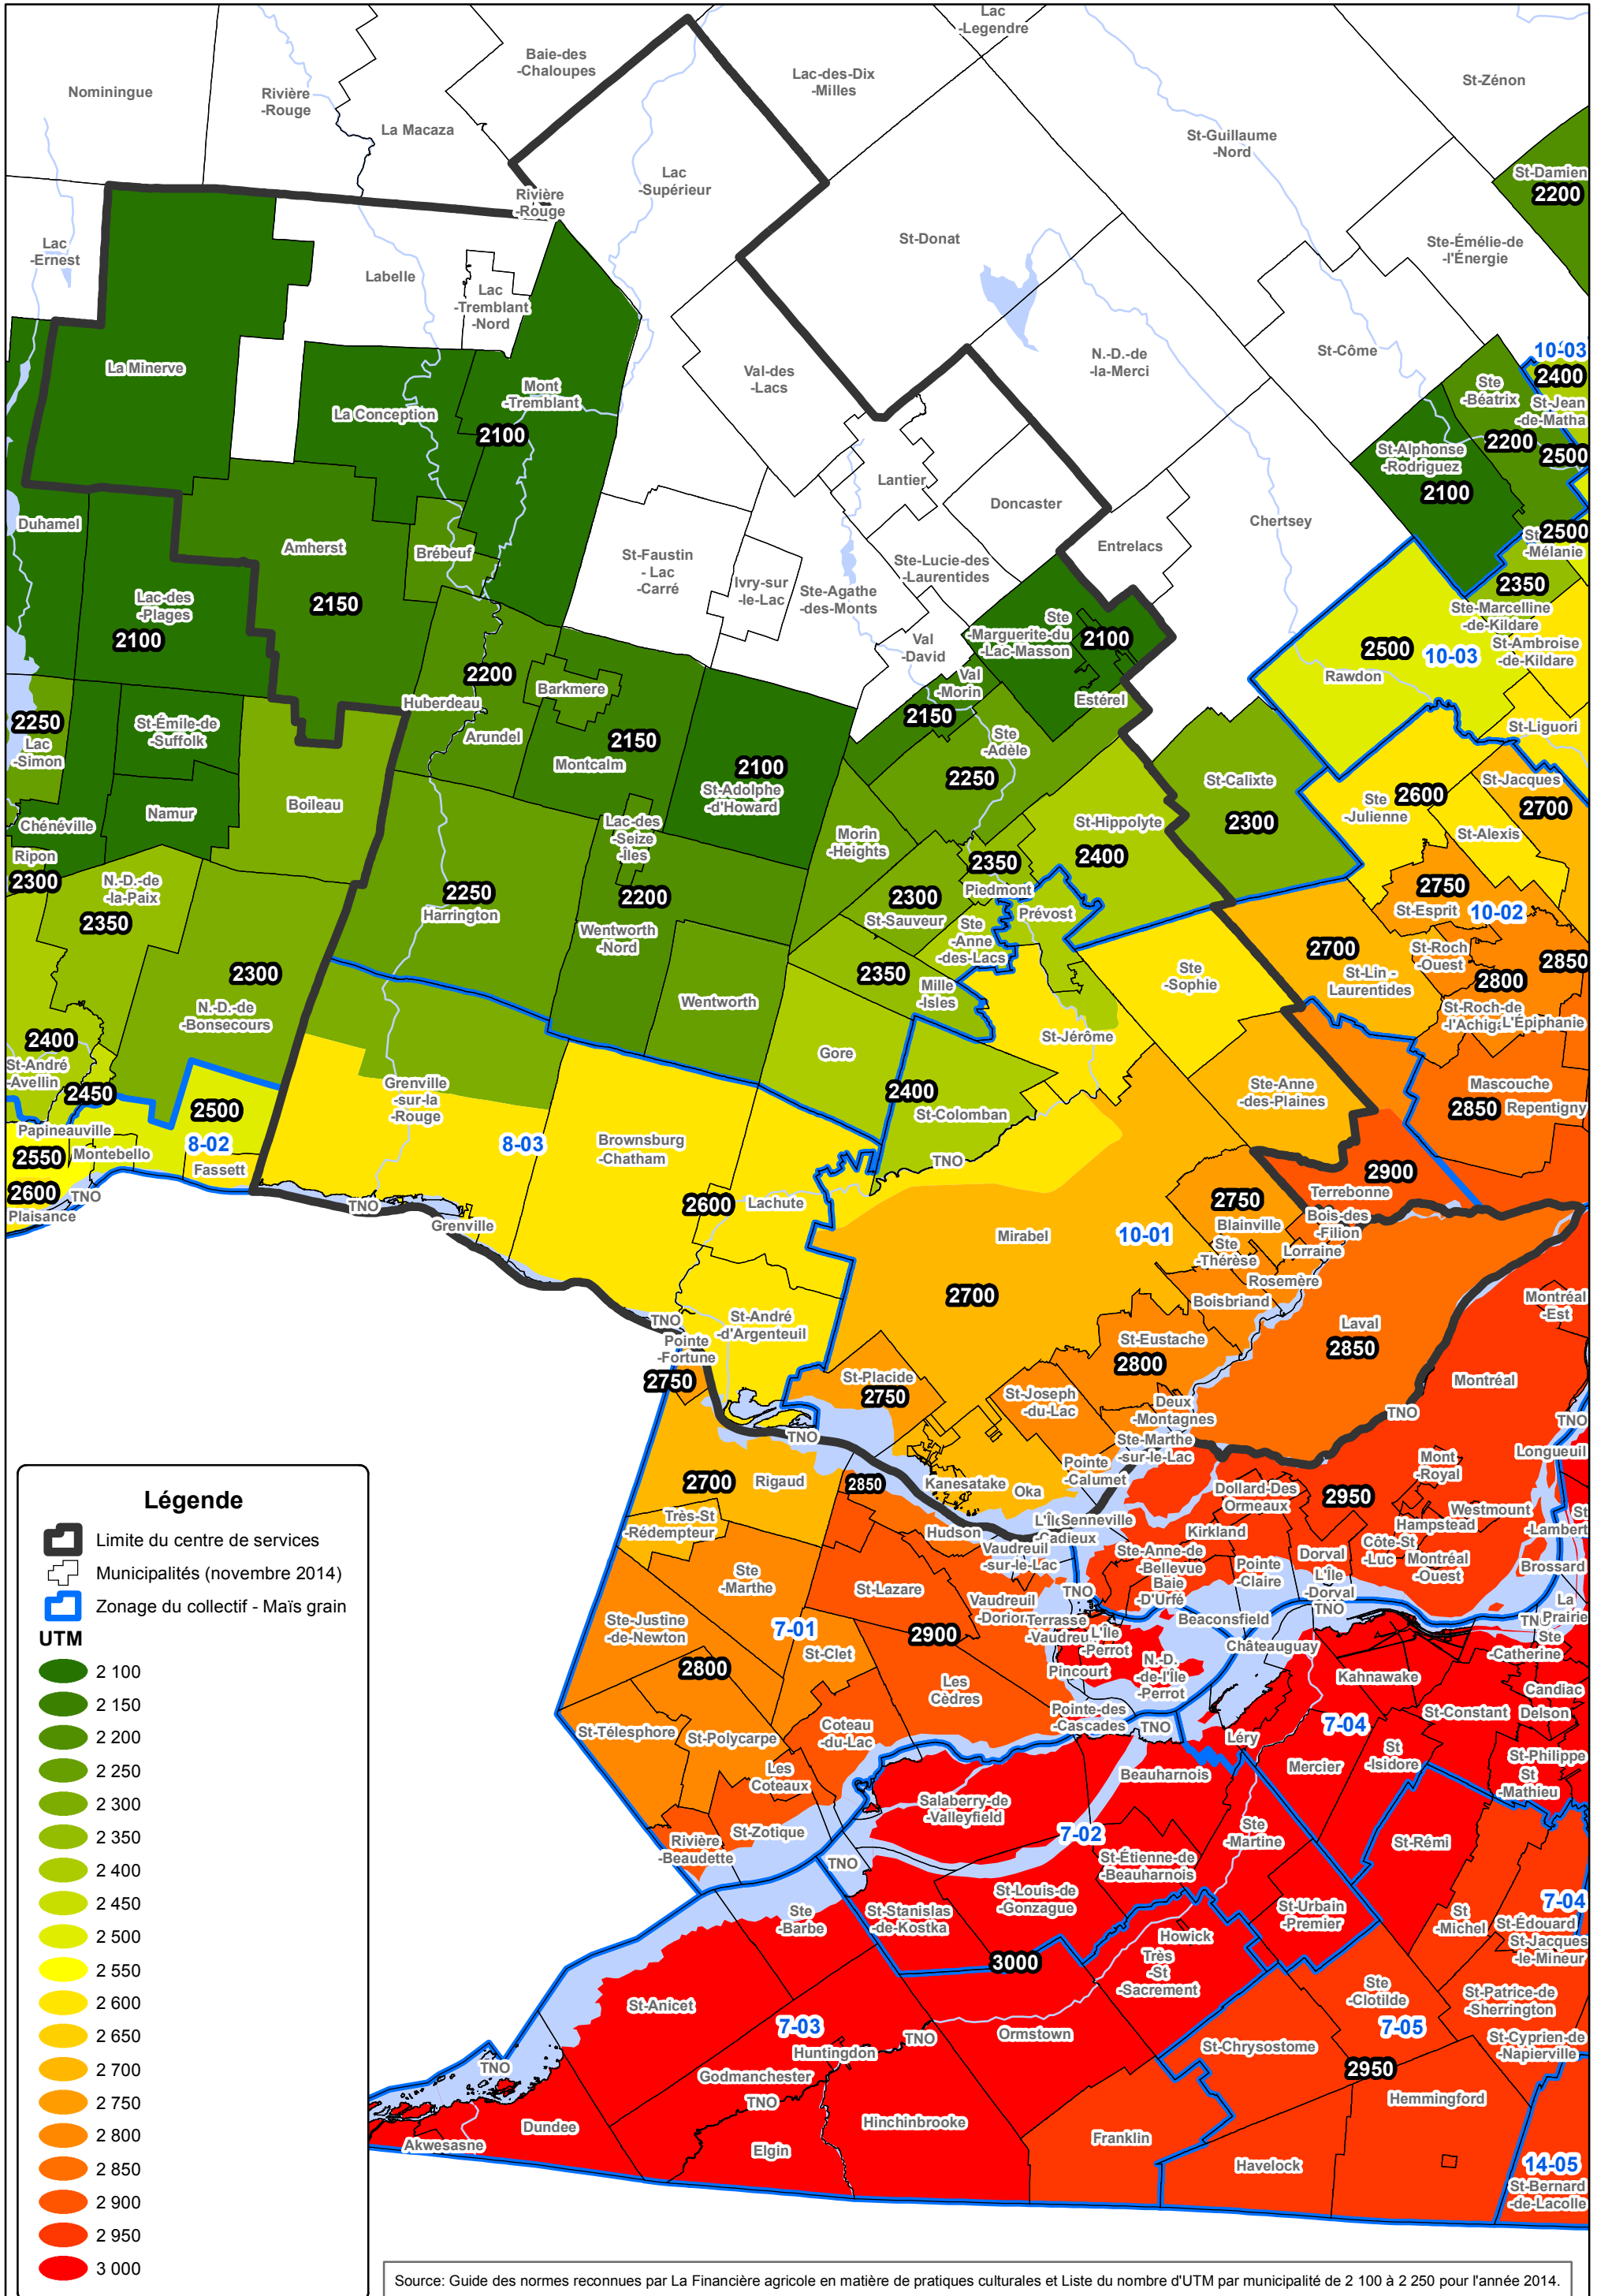 Lac
-Legendre
Baie-des
-Chaloupes
Lac-des-Dix
-Milles
St-Zénon
Nominingue
Rivière
-Rouge
La Macaza
St-Guillaume
-Nord
Lac
-Supérieur
St-Damien
2200
Rivière
-Rouge
St-Donat
Ste-Émélie-de
-l'Énergie
Lac
-Ernest
Labelle
Lac
-Tremblant
-Nord
La Minerve
Val-des
-Lacs
N.-D.-de
-la-Merci
St-Côme
10-03
2400
Ste
-Béatrix
St-Jean
-de-Matha
La Conception
Mont
-Tremblant
2100
2200
2500
St-Alphonse
-Rodriguez
2100
Lantier
Doncaster
Duhamel
Amherst
Brébeuf
2150
St-Faustin
- Lac
-Carré
Ivry-sur
-le-Lac
Ste-Agathe
-des-Monts
Ste-Lucie-des
-Laurentides
Entrelacs
Chertsey
2500
-Mélanie
2350
Lac-des
-Plages
2100
Ste
-Marguerite-du
-Lac-Masson
2100
Ste-Marcelline
-de-Kildare
St-Ambroise
-de-Kildare
2500
10-03
Rawdon
Val
-David
Val
-Morin
2150
Estérel
2200
Huberdeau
Barkmere
Arundel
2150
Montcalm
2250
Lac
-Simon
St-Émile-de
-Suffolk
Boileau
Namur
Chénéville
2100
St-Adolphe
-d'Howard
Ste
-Adèle
2250
St-Liguori
St-Calixte
2300
Ste
-Julienne
2600
St-Jacques
2700
St-Alexis
Lac-des
-Seize
-Îles
Morin
-Heights
St-Hippolyte
2400
Ripon
2300
N.-D.-de
-la-Paix
2350
2250
Harrington
2200
Wentworth
-Nord
2300
St-Sauveur
2350
Piedmont
Prévost
Ste
-Anne
-des-Lacs
2750
St-Esprit
10-02
2700
St-Lin -
Laurentides
St-Roch
-Ouest
2850
2800
St-Roch-de
L'Épiphanie
2300
N.-D.-de
-Bonsecours
Wentworth
2350
Mille
-Isles
Ste
-Sophie
2400
St-André
-Avellin
2450
2500
Gore
St-Jérôme
Grenville
-sur-la
-Rouge
2400
St-Colomban
Ste-Anne
-des-Plaines
Mascouche
2850
Repentigny
Papineauville
2550
Montebello
8-02
Fassett
2600
TNO
Plaisance
8-03
Brownsburg
-Chatham
TNO
2900
Terrebonne
TNO
Grenville
2600
Lachute
Mirabel
10-01
2750
Blainville
Bois-des
-Filion
Ste
-Thérèse
Lorraine
Rosemère
Boisbriand
2700
Montréal
-Est
TNO
Pointe
-Fortune
2750
St-André
-d'Argenteuil
St-Eustache
2800
Laval
2850
St-Placide
2750
St-Joseph
-du-Lac
Deux
-Montagnes
Montréal
TNO
TNO
TNO
Ste-Marthe
-sur-le-Lac
Longueuil
2700
Rigaud
2850
Kanesatake
Oka
Pointe
-Calumet
Mont
-Royal
Dollard-Des
Ormeaux
2950
Très-St
-Rédempteur
Hudson
Senneville
Vaudreuil
-sur-le-Lac
Kirkland
Westmount
Hampstead
St
-Lambert
Ste
-Marthe
Ste-Anne-de
-Bellevue
Baie
-D'Urfé
Pointe
-Claire
Dorval
L'Île
-Dorval
TNO
Côte-St
-Luc
Montréal
-Ouest
Brossard
St-Lazare
TNO
Vaudreuil
Beaconsfield
La
Prairie
Ste-Justine
-de-Newton
7-01
St-Clet
2900
Terrasse
L'Île
-Perrot
Châteauguay
Ste
-Catherine
2800
Pincourt
N.-D.
-de-l'Île
-Perrot
Kahnawake
Candiac
Les
Cèdres
St-Télesphore
St-Polycarpe
Coteau
-du-Lac
Pointe-des
-Cascades
TNO
Léry
7-04
St-Constant
Delson
Les
Coteaux
Beauharnois
Mercier
St
-Isidore
St-Philippe
St
-Mathieu
Salaberry-de
-Valleyfield
7-02
Ste
-Martine
St-Rémi
St-Zotique
Rivière
-Beaudette
TNO
St-Étienne-de
-Beauharnois
Ste
-Barbe
St-Stanislas
-de-Kostka
St-Louis-de
-Gonzague
St-Urbain
-Premier
7-04
St
-Michel
St-Édouard
St-Jacques
-le-Mineur
3000
Howick
Très
-St
-Sacrement
St-Anicet
7-03
Ormstown
Ste
-Clotilde
7-05
St-Patrice-de
-Sherrington
TNO
Huntingdon
TNO
St-Chrysostome
2950
St-Cyprien-de
-Napierville
Godmanchester
TNO
Hemmingford
Dundee
Akwesasne
Elgin
Hinchinbrooke
Franklin
Havelock
14-05
St-Bernard
-de-Lacolle
Légende
Limite du centre de services
Municipalités (novembre 2014)
Zonage du collectif - Maïs grain
UTM
2 100
2 150
2 200
2 250
2 300
2 350
2 400
2 450
2 500
2 550
2 600
2 650
2 700
2 750
2 800
2 850
2 900
2 950
3 000
Source: Guide des normes reconnues par La Financière agricole en matière de pratiques culturales et Liste du nombre d'UTM par municipalité de 2 100 à 2 250 pour l'année 2014.